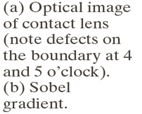 (a) Optical image
of contact lens
(note defects on
the boundary at 4
and 5 o'clock).
(b) Sobel
gradient.